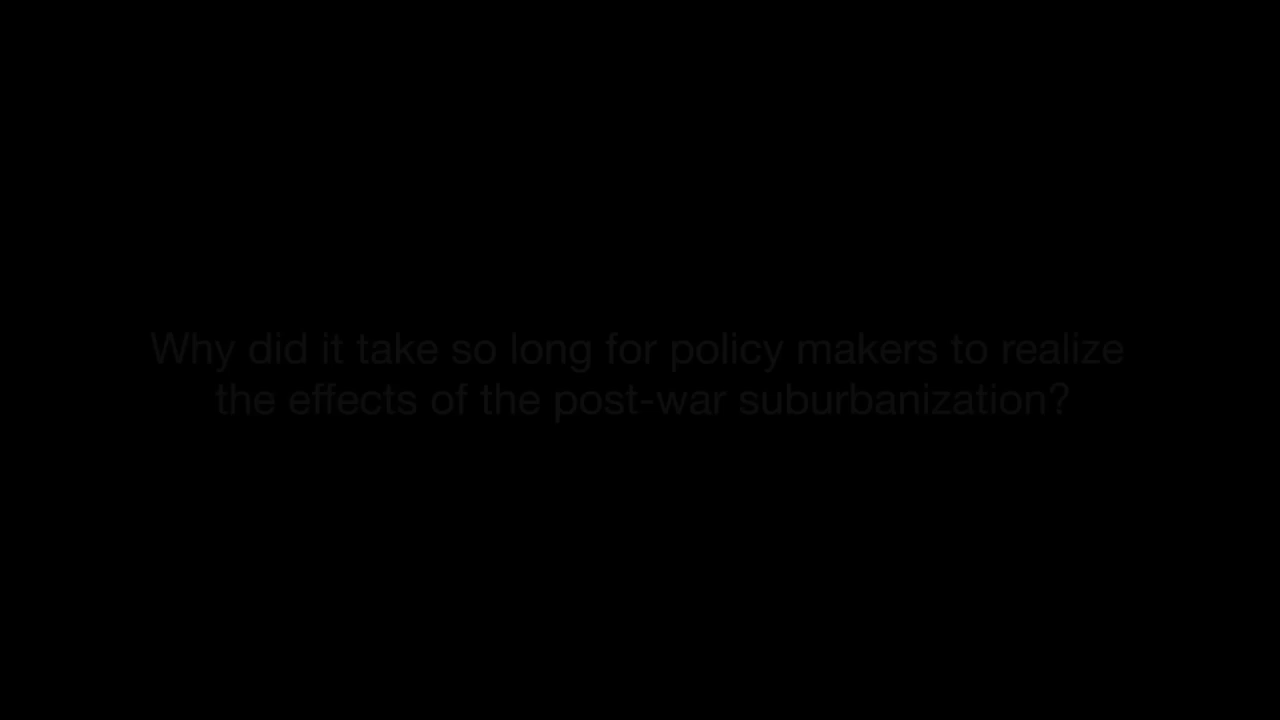 Why did it take so long for policy makers to realize
the effects of the post-war suburbanization?